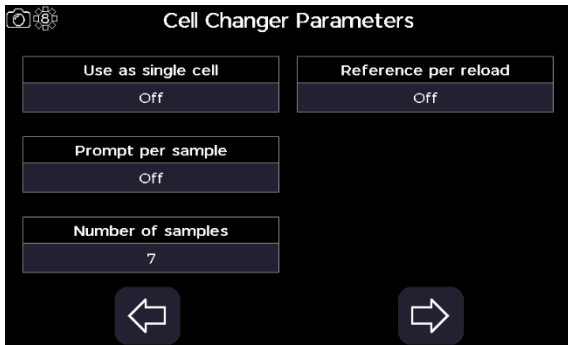 8
Cell Changer Parameters
Use as single cell
Off
Reference per reload
Off
Prompt per sample
Off
Number of samples
7